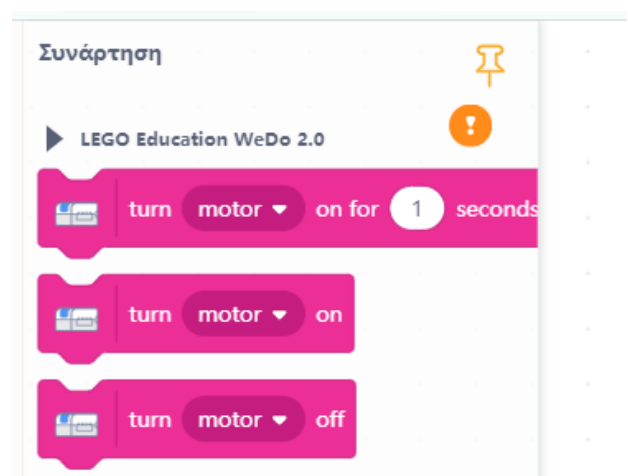 Συνάρτηση
LEGO Education WeDo 2.0
turn motor on for 1 seconds
turn motor on
turn motor off